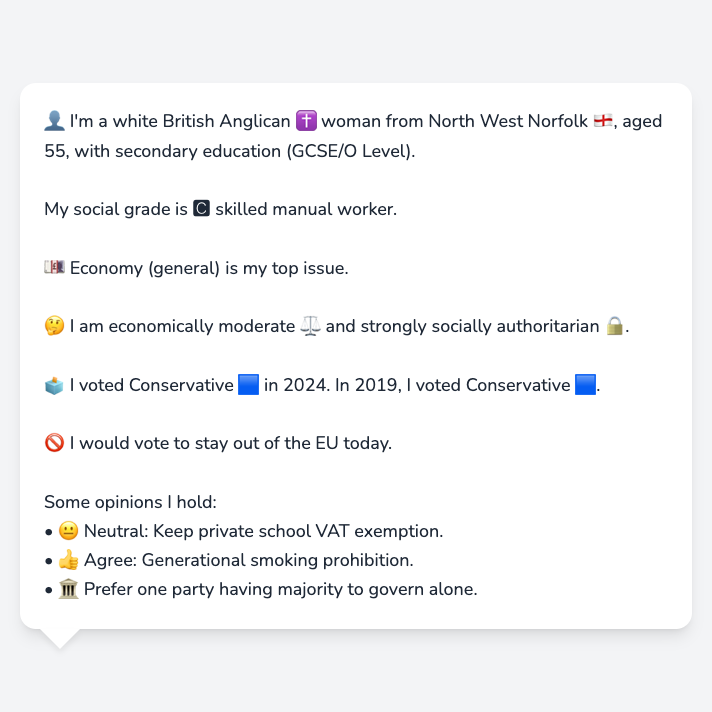 👤 I'm a white British Anglican ✝️ woman from North West Norfolk 🏴󠁧󠁢󠁥󠁮󠁧󠁿, aged
55, with secondary education (GCSE/O Level).
My social grade is 🅲 skilled manual worker.
💷 Economy (general) is my top issue.
🤔 I am economically moderate ⚖️ and strongly socially authoritarian 🔒.
🗳️ I voted Conservative 🟦 in 2024. In 2019, I voted Conservative 🟦.
🚫 I would vote to stay out of the EU today.
Some opinions I hold:
• 😐 Neutral: Keep private school VAT exemption.
• 👍 Agree: Generational smoking prohibition.
• 🏛️ Prefer one party having majority to govern alone.